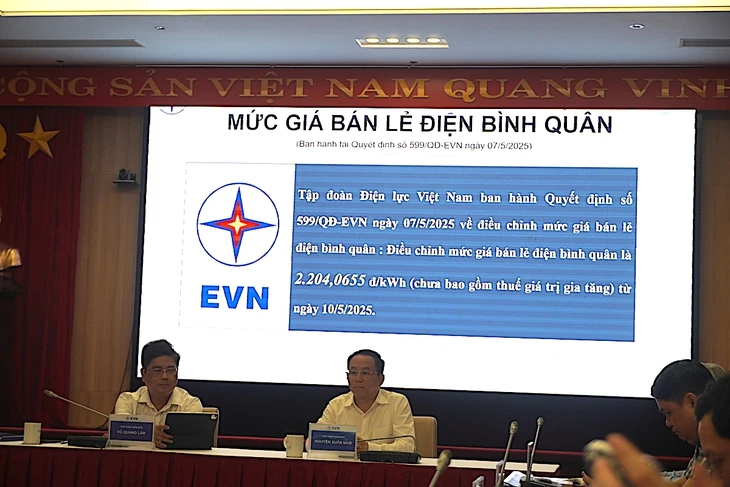 CỘNG SẢN VIỆT NAM QUANG VINH
MỨC GIÁ BÁN LẺ ĐIỆN BÌNH QUÂN
(Ban hành tại Quyết định số 599/QĐ-EVN ngày 07/5/2025)
Tập đoàn Điện lực Việt Nam ban hành Quyết định số
599/QĐ-EVN ngày 07/5/2025 về điều chỉnh mức giá bán lẻ
điện bình quân : Điều chỉnh mức giá bán lẻ điện bình quân là
2.204,0655 đ/kWh (chưa bao gồm thuế giá trị gia tăng) từ
ngày 10/5/2025.
EVN
VÕ QUANG LÂM
NGUYỄN XUÂN NAM